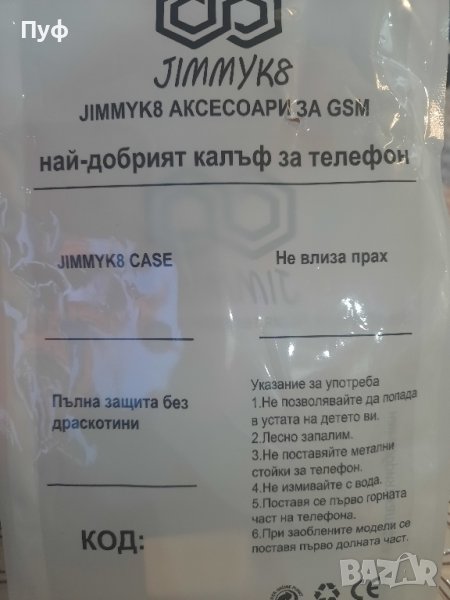 Пуф
JIMMYK8
JIMMYK8 АКСЕСОАРИ ЗА GSM
най-добрият калъф за телефон
JIMMYK8 CASE
Не влиза прах
Пълна защита без
драскотини
Указание за употреба
1.Не позволявайте да попада
в устата на детето ви.
2.Лесно запалим.
3.Не поставяйте метални
стойки за телефон.
4.Не измивайте с вода.
5.Поставя се първо горната
част на телефона.
6.При заоблените модели се
поставя първо долната част.
КОД:
BAZAR